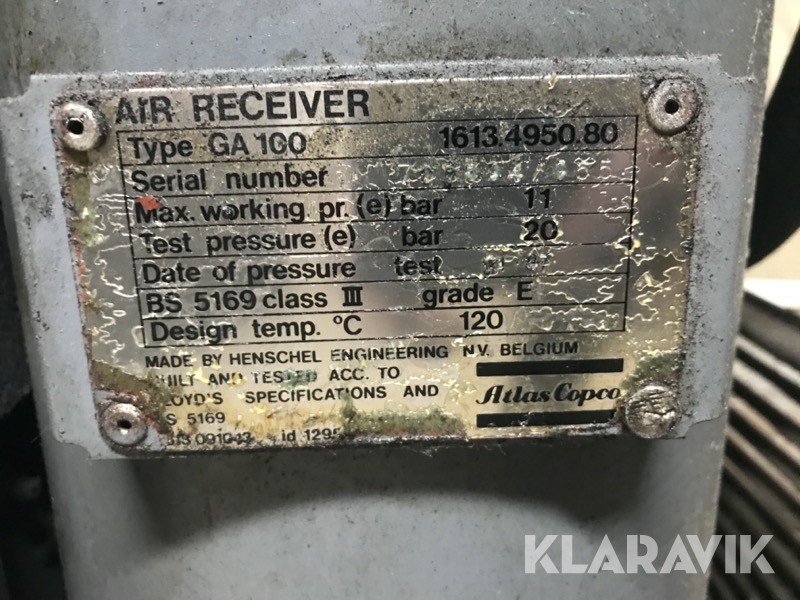 AIR RECEIVER
Type GA 100 1613.4950.80
Serial number
Max. working pr. (e) bar 11
Test pressure (e) bar 20
Date of pressure test
BS 5169 class III grade E
Design temp. °C 120
MADE BY HENSCHEL ENGINEERING N.V. BELGIUM
BUILT AND TESTED ACC. TO
LLOYD'S SPECIFICATIONS AND
BS 5169
Atlas Copco
id
KLARAVIK